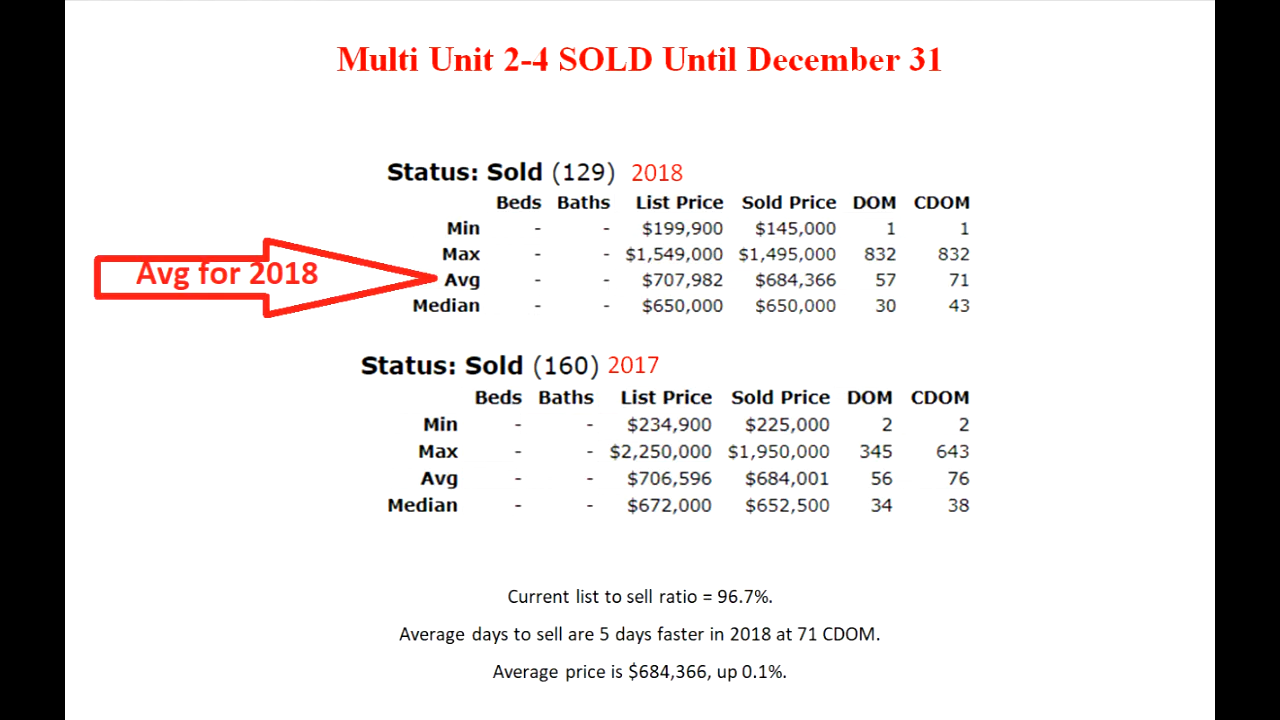 Multi Unit 2-4 SOLD Until December 31
Status: Sold (129) 2018
Beds Baths List Price Sold Price DOM CDOM
Min - - $199,900 $145,000 1 1
Max - - $1,549,000 $1,495,000 832 832
Avg for 2018
Avg - - $707,982 $684,366 57 71
Median - - $650,000 $650,000 30 43
Status: Sold (160) 2017
Beds Baths List Price Sold Price DOM CDOM
Min - - $234,900 $225,000 2 2
Max - - $2,250,000 $1,950,000 345 643
Avg - - $706,596 $684,001 56 76
Median - - $672,000 $652,500 34 38
Current list to sell ratio = 96.7%.
Average days to sell are 5 days faster in 2018 at 71 CDOM.
Average price is $684,366, up 0.1%.